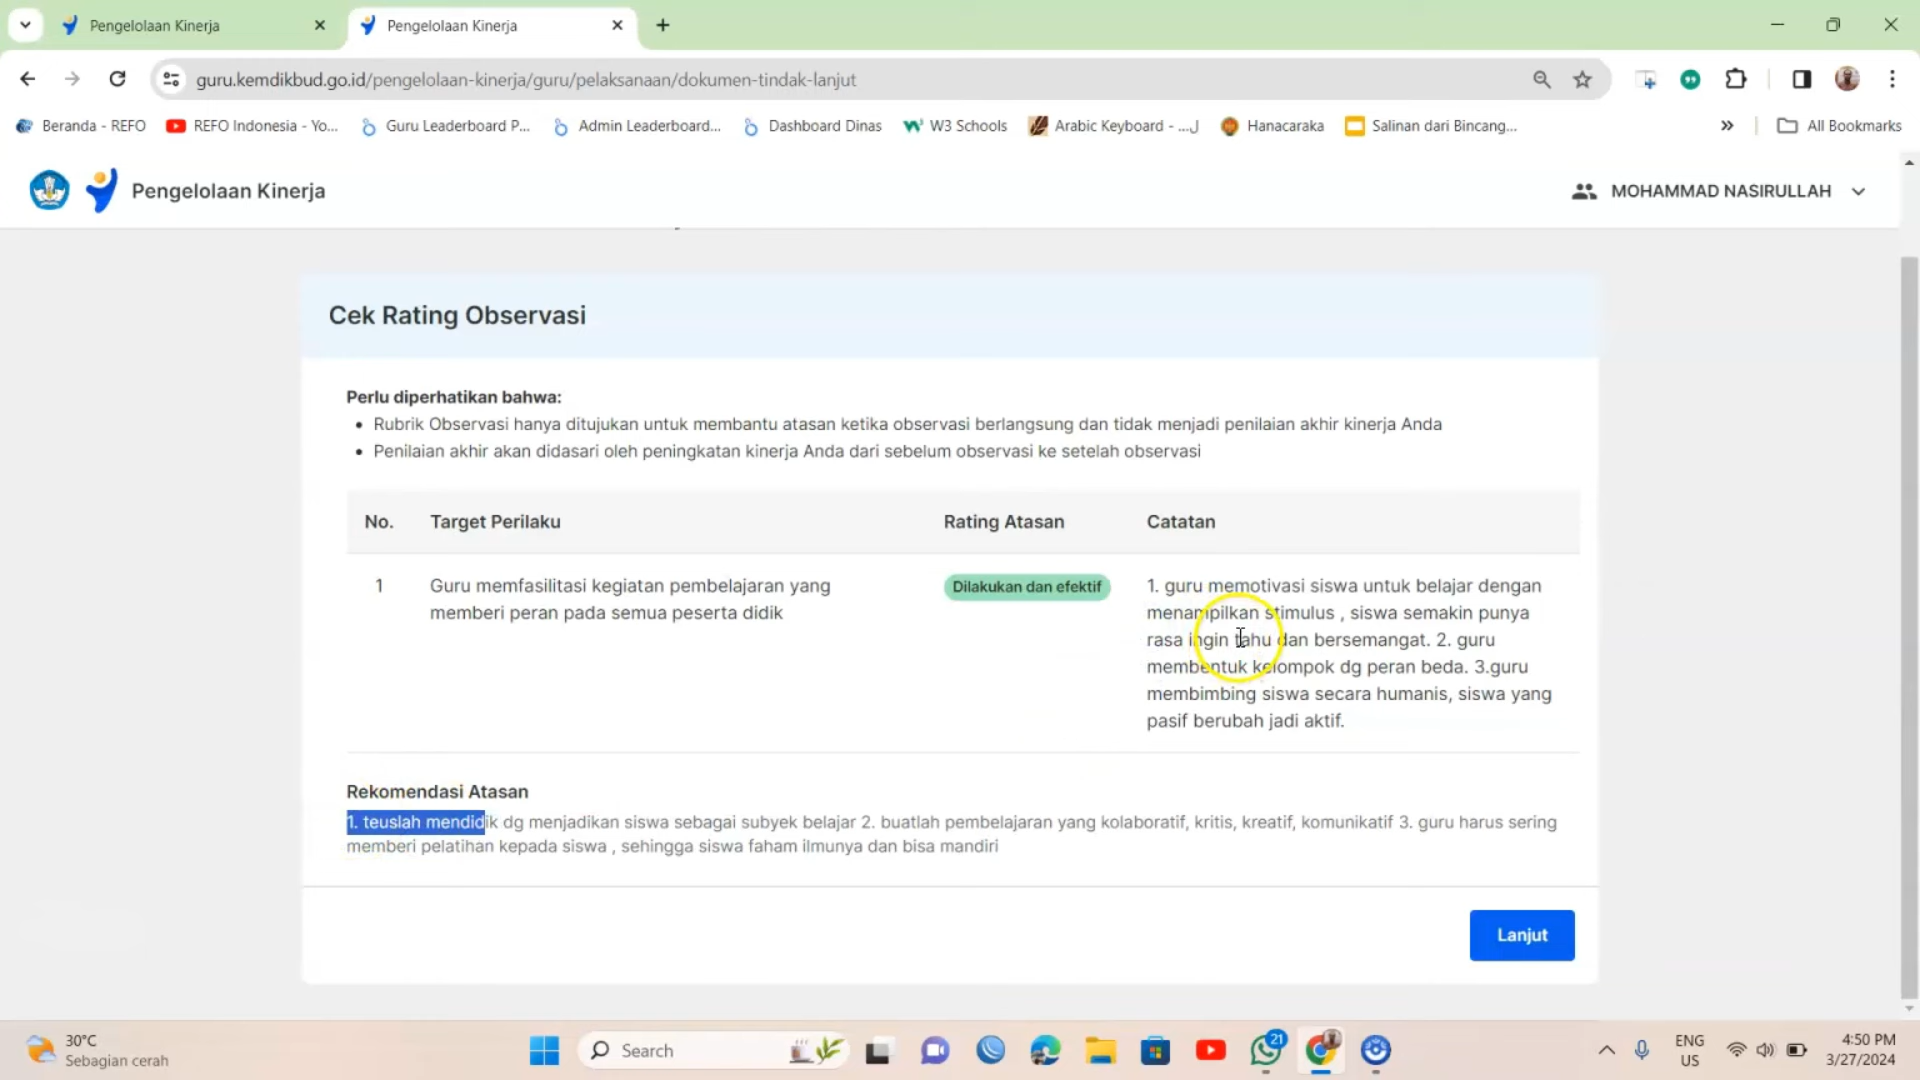 Pengelolaan Kinerja
Pengelolaan Kinerja
guru.kemdikbud.go.id/pengelolaan-kinerja/guru/pelaksanaan/dokumen-tindak-lanjut
Beranda - REFO
REFO Indonesia - Yo...
Guru Leaderboard P...
Admin Leaderboard...
Dashboard Dinas
W3 Schools
Arabic Keyboard - ...ل
Hanacaraka
Salinan dari Bincang...
All Bookmarks
Pengelolaan Kinerja
MOHAMMAD NASIRULLAH
Cek Rating Observasi
Perlu diperhatikan bahwa:
• Rubrik Observasi hanya ditujukan untuk membantu atasan ketika observasi berlangsung dan tidak menjadi penilaian akhir kinerja Anda
• Penilaian akhir akan didasari oleh peningkatan kinerja Anda dari sebelum observasi ke setelah observasi
No. Target Perilaku Rating Atasan Catatan
1
Guru memfasilitasi kegiatan pembelajaran yang
memberi peran pada semua peserta didik
Dilakukan dan efektif
1. guru memotivasi siswa untuk belajar dengan
menampilkan stimulus , siswa semakin punya
rasa ingin tahu dan bersemangat. 2. guru
membentuk kelompok dg peran beda. 3.guru
membimbing siswa secara humanis, siswa yang
pasif berubah jadi aktif.
Rekomendasi Atasan
1. teuslah mendidik dg menjadikan siswa sebagai subyek belajar 2. buatlah pembelajaran yang kolaboratif, kritis, kreatif, komunikatif 3. guru harus sering
memberi pelatihan kepada siswa , sehingga siswa faham ilmunya dan bisa mandiri
Lanjut
30°C
Sebagian cerah
Search
21
ENG
US
4:50 PM
3/27/2024